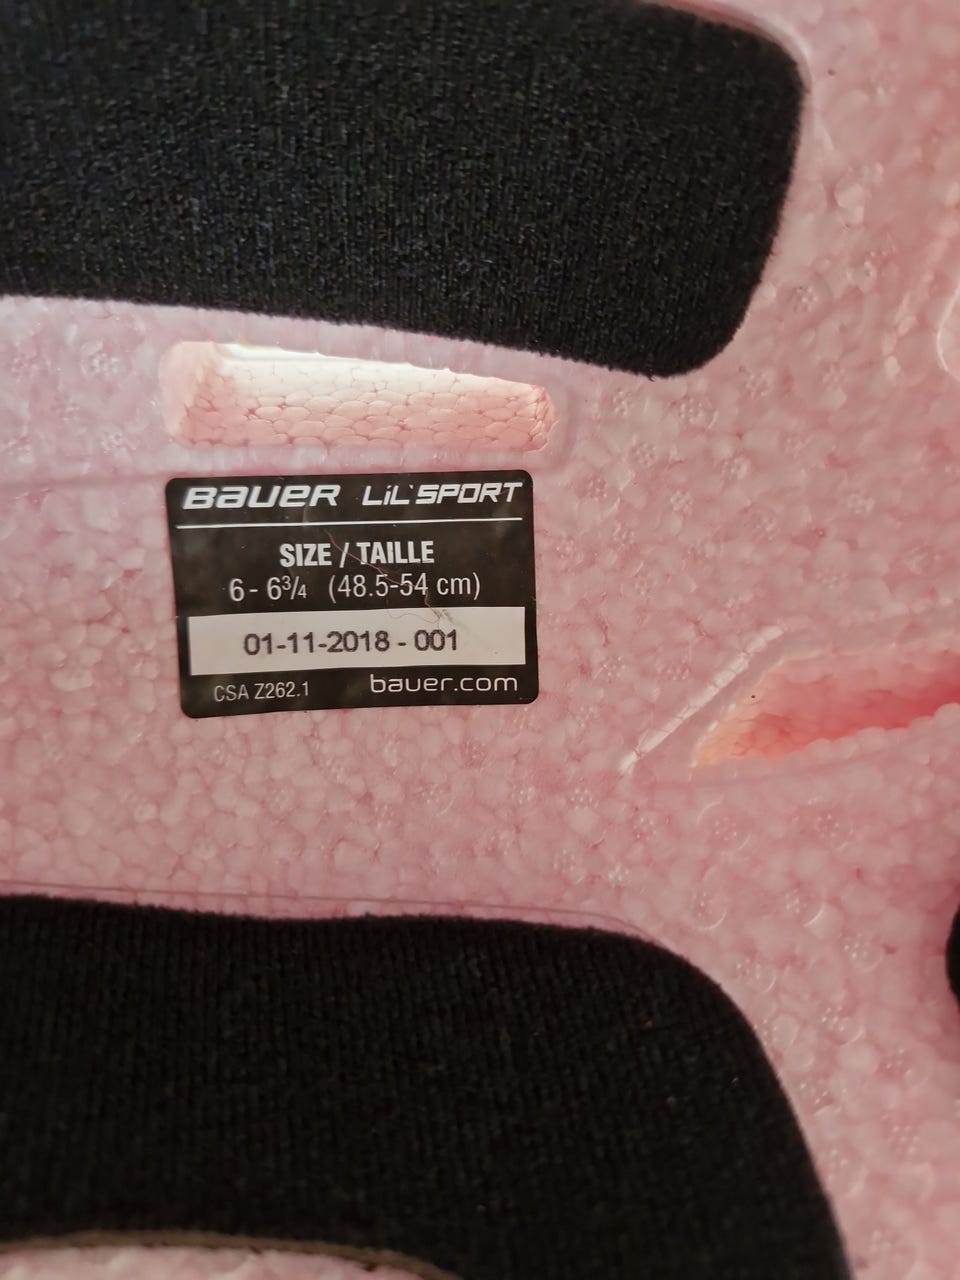 BAUER LIL'SPORT
SIZE / TAILLE
6 - 6¾ (48.5-54 cm)
01-11-2018 - 001
CSA Z262.1 bauer.com